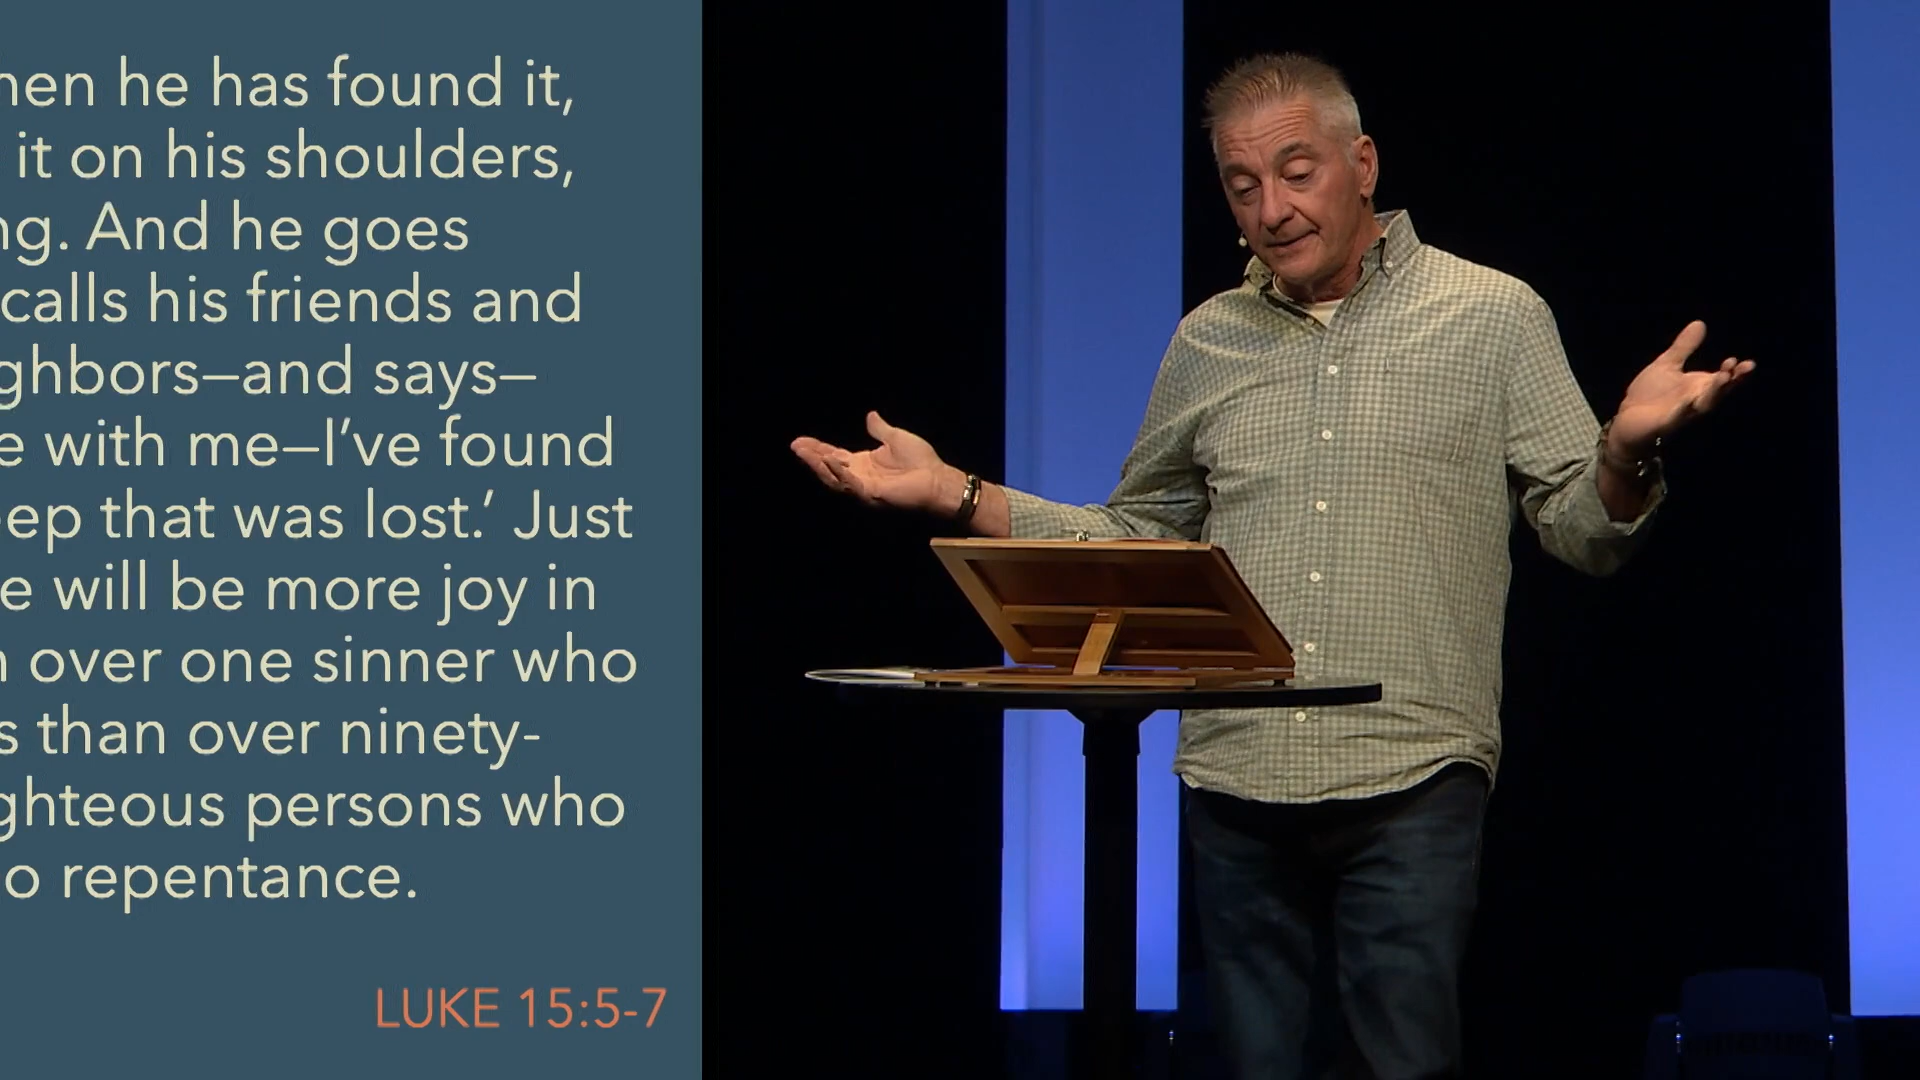 hen he has found it,
it on his shoulders,
ng. And he goes
calls his friends and
ghbors—and says—
e with me—I’ve found
ep that was lost.’ Just
e will be more joy in
over one sinner who
s than over ninety-
ghteous persons who
o repentance.
LUKE 15:5-7